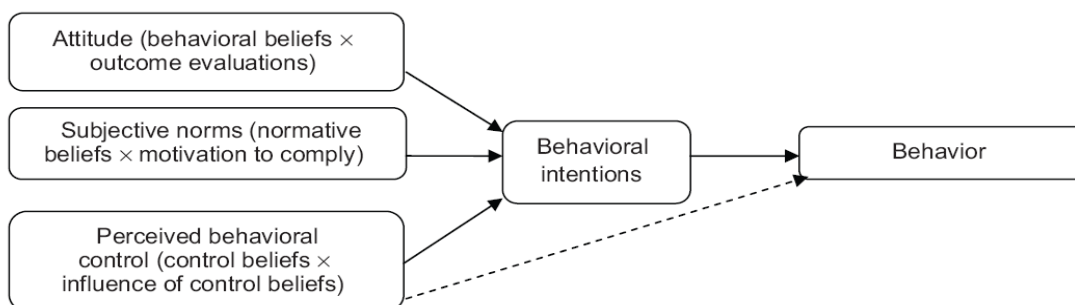 Attitude (behavioral beliefs ×
outcome evaluations)
Subjective norms (normative
beliefs × motivation to comply)
Perceived behavioral
control (control beliefs ×
influence of control beliefs)
Behavioral
intentions
Behavior